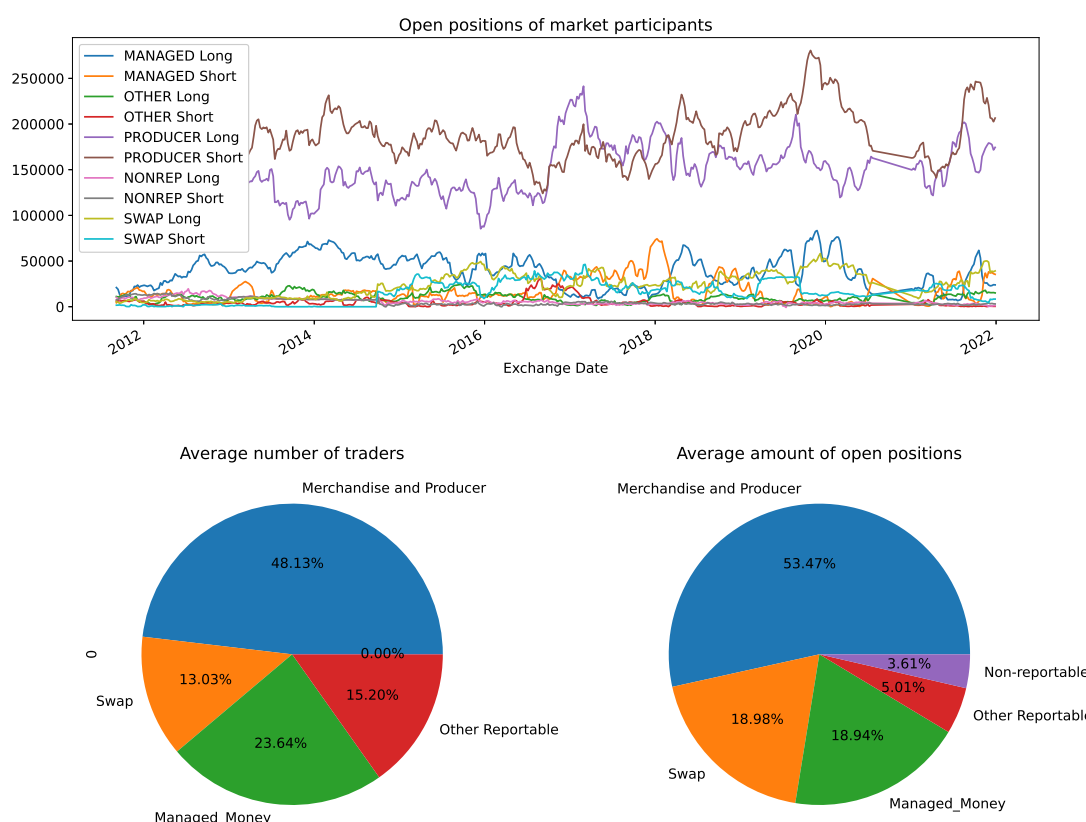 Open positions of market participants
MANAGED Long
MANAGED Short
OTHER Long
OTHER Short
PRODUCER Long
PRODUCER Short
NONREP Long
NONREP Short
SWAP Long
SWAP Short
250000
200000
150000
100000
50000
0
2012
2014
2016
2018
2020
2022
Exchange Date
Average number of traders
Merchandise and Producer
48.13%
0.00%
0
13.03%
15.20%
Swap
Other Reportable
23.64%
Managed_Money
Average amount of open positions
Merchandise and Producer
53.47%
3.61%
Non-reportable
5.01%
Other Reportable
18.98%
18.94%
Swap
Managed_Money